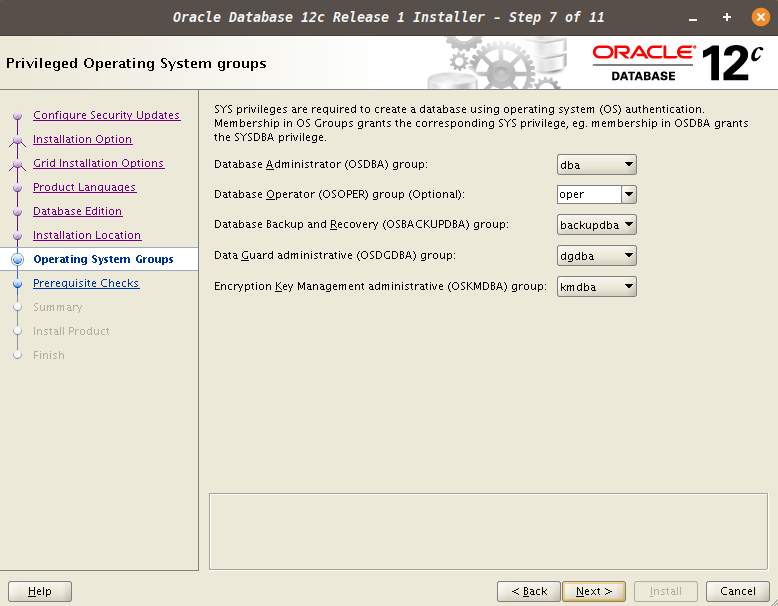 Oracle Database 12c Release 1 Installer - Step 7 of 11
Privileged Operating System groups
ORACLE®
DATABASE
12c
Configure Security Updates
Installation Option
Grid Installation Options
Product Languages
Database Edition
Installation Location
Operating System Groups
Prerequisite Checks
Summary
Install Product
Finish
SYS privileges are required to create a database using operating system (OS) authentication.
Membership in OS Groups grants the corresponding SYS privilege, eg. membership in OSDBA grants
the SYSDBA privilege.
Database Administrator (OSDBA) group: dba
Database Operator (OSOPER) group (Optional): oper
Database Backup and Recovery (OSBACKUPDBA) group: backupdba
Data Guard administrative (OSDGDBA) group: dgdba
Encryption Key Management administrative (OSKMDBA) group: kmdba
Help
< Back
Next >
Install
Cancel